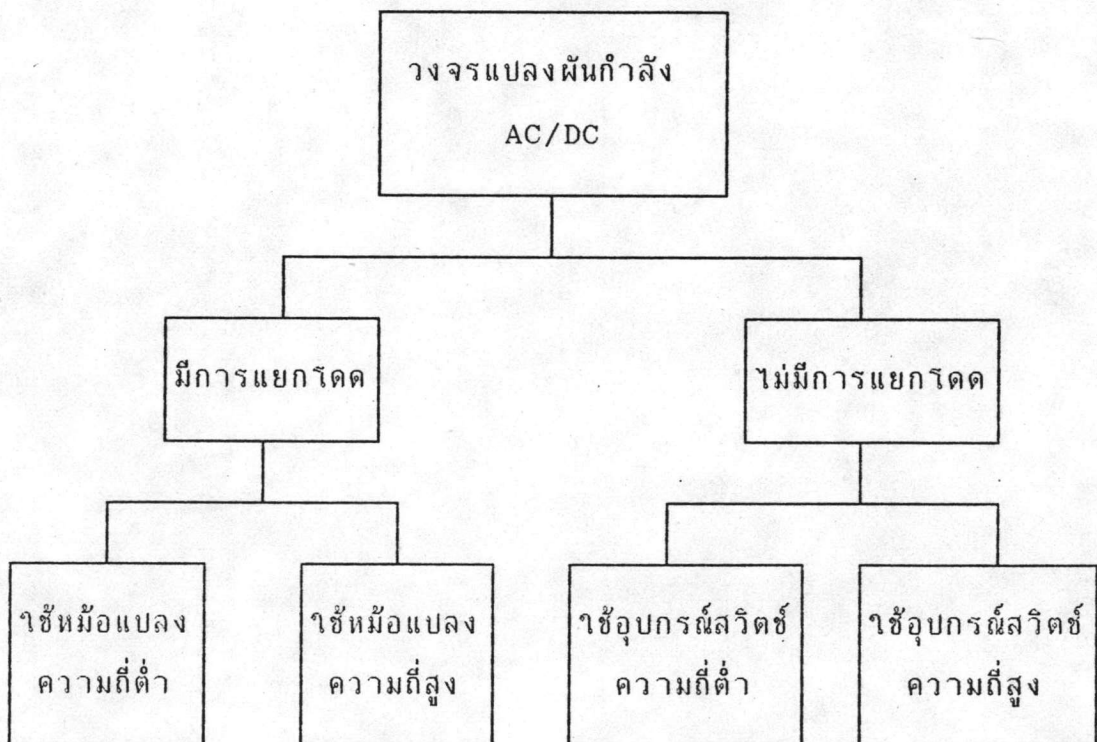 วงจรแปลงผันกำลัง
AC/DC
มีการแยกโดด
ไม่มีการแยกโดด
ใช้หม้อแปลง
ความถี่ต่ำ
ใช้หม้อแปลง
ความถี่สูง
ใช้อุปกรณ์สวิตช์
ความถี่ต่ำ
ใช้อุปกรณ์สวิตช์
ความถี่สูง